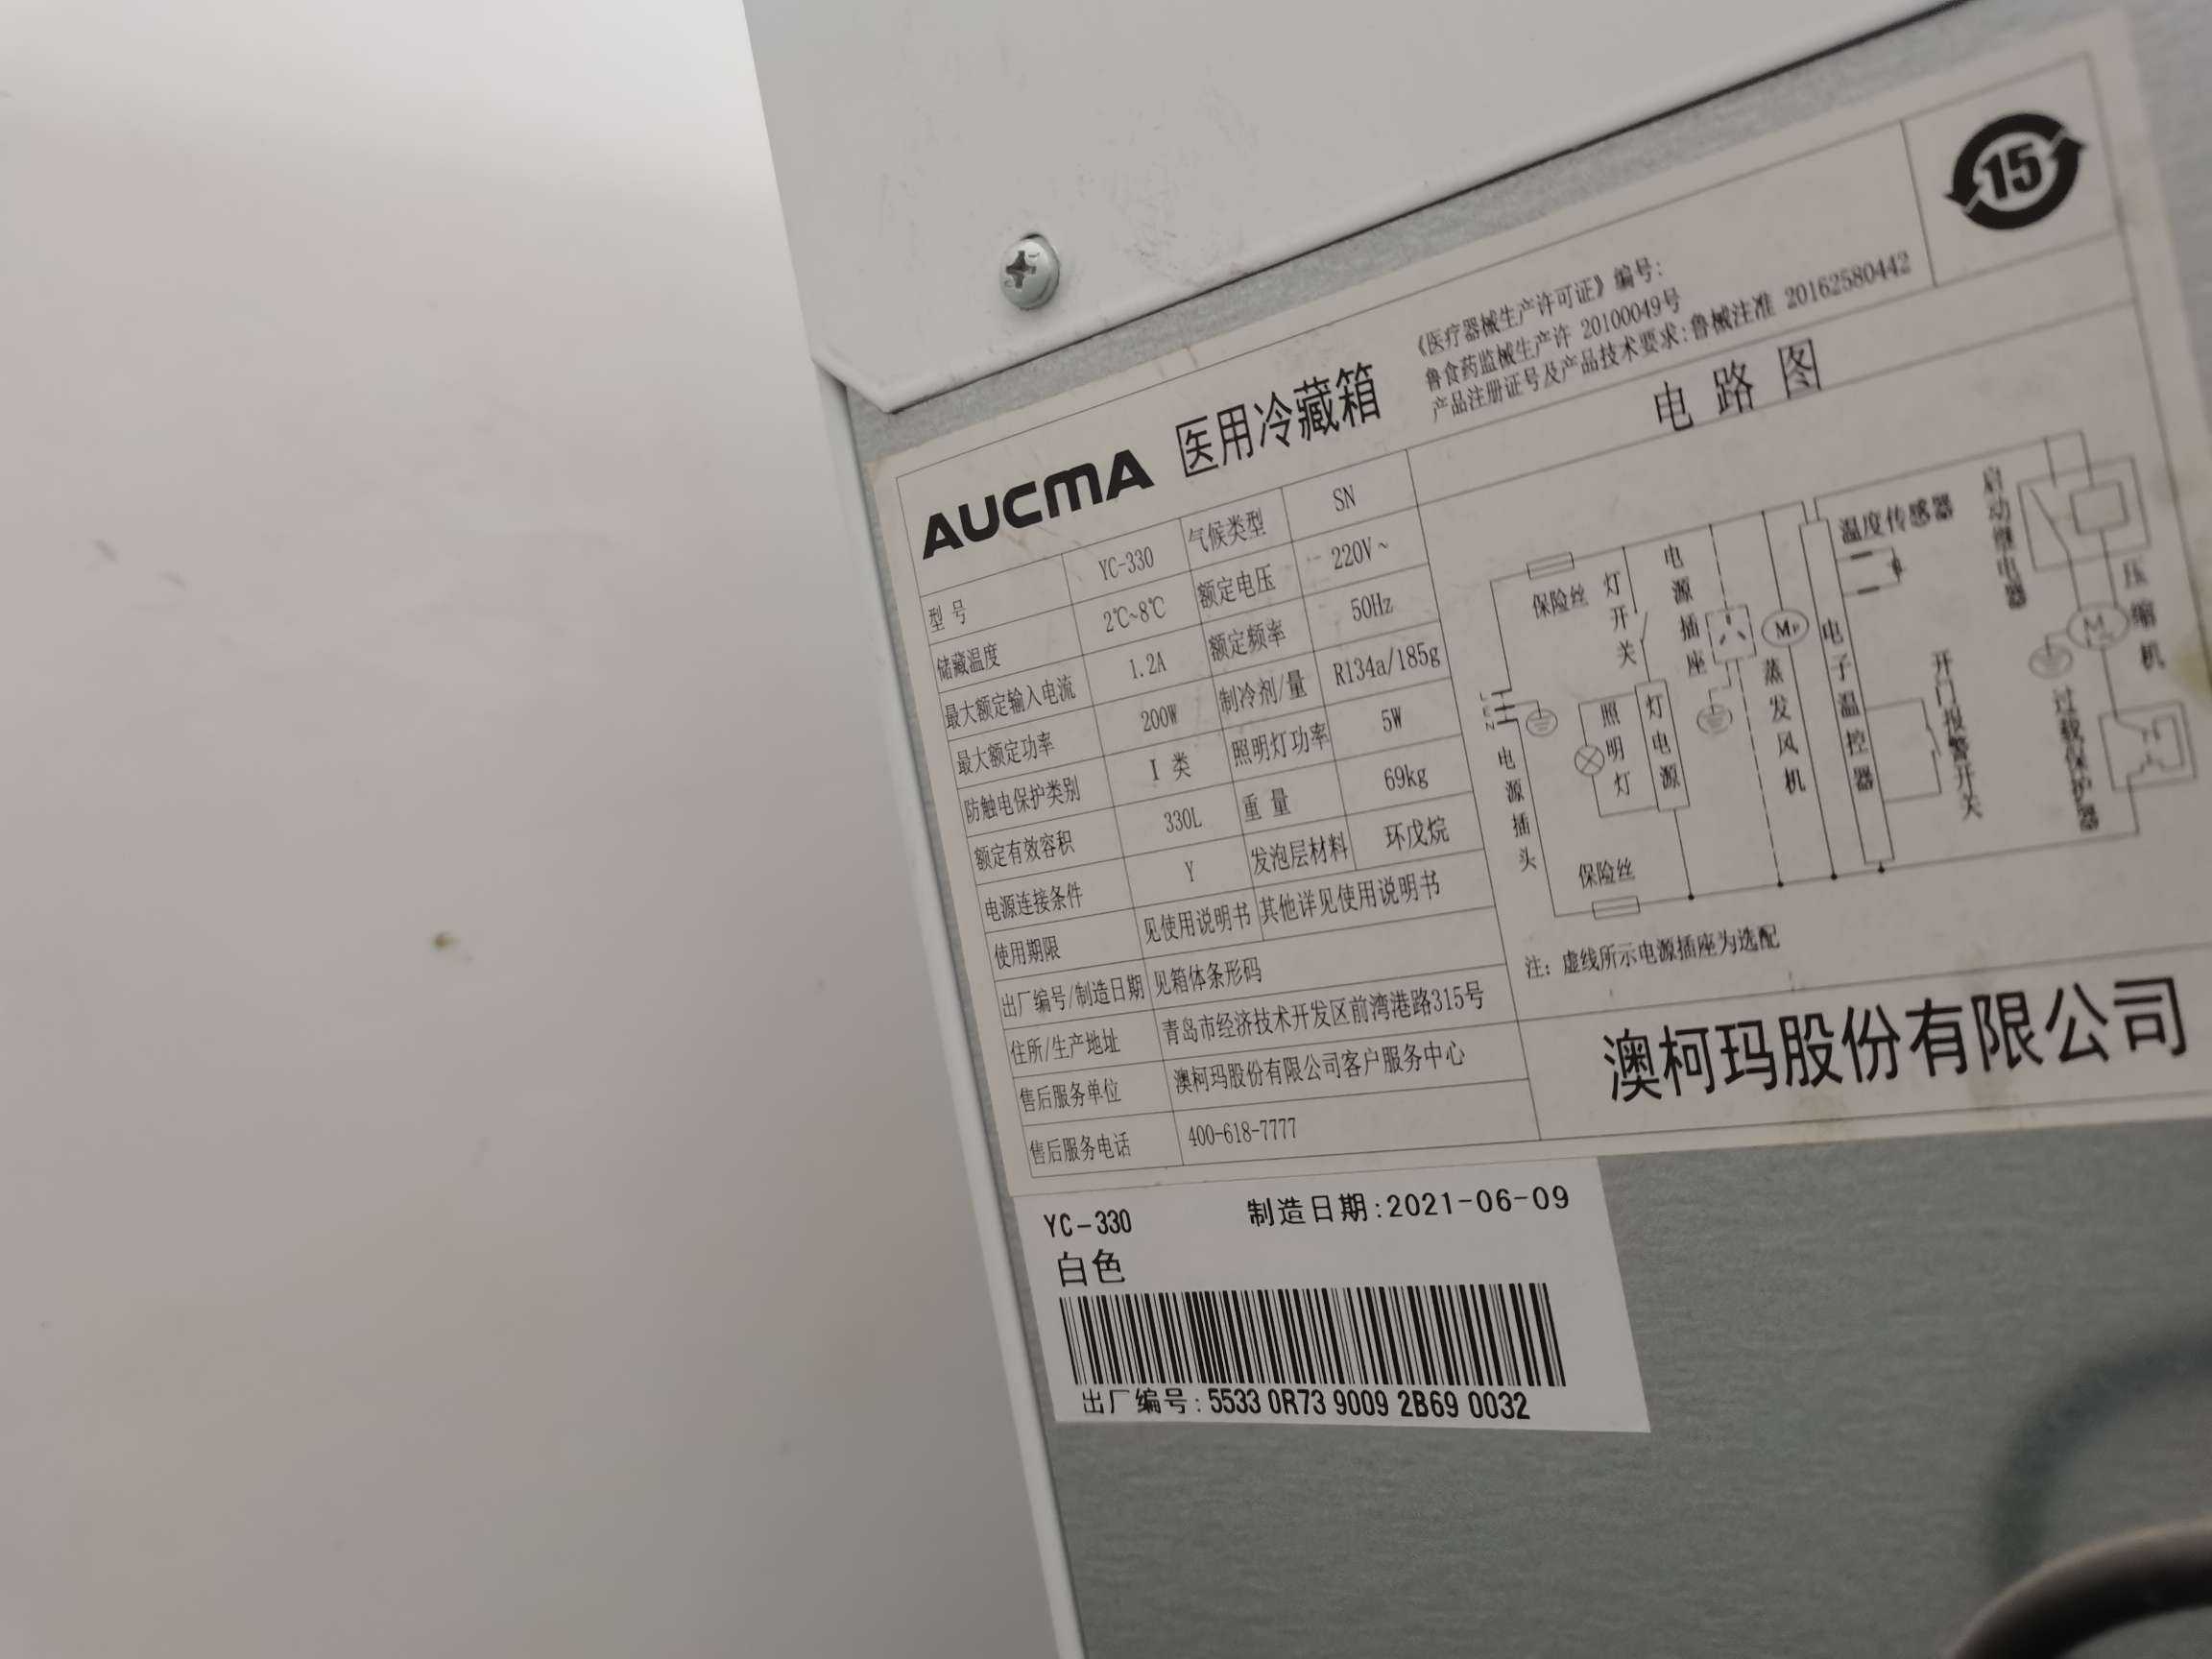 15
AUCMA 医用冷藏箱
《医疗器械生产许可证》编号:
鲁食药监械生产许 20100049号
产品注册证号及产品技术要求:鲁械注准 20162580442
型 号 YC-330 气候类型 SN
储藏温度 2℃~8℃ 额定电压 220V~
最大额定输入电流 1.2A 额定频率 50Hz
最大额定功率 200W 制冷剂/量 R134a/185g
防触电保护类别 I 类 照明灯功率 5W
额定有效容积 330L 重 量 69kg
电源连接条件 Y 发泡层材料 环戊烷
使用期限 见使用说明书 其他详见使用说明书
出厂编号/制造日期 见箱体条形码
住所/生产地址 青岛市经济技术开发区前湾港路315号
售后服务单位 澳柯玛股份有限公司客户服务中心
售后服务电话 400-618-7777
电路图
保险丝
灯开关
电源插座
温度传感器
启动继电器
压缩机
M
蒸发风机
电子温控器
开门报警开关
过载保护器
照明灯
灯电源
电源插头
保险丝
注: 虚线所示电源插座为选配
澳柯玛股份有限公司
YC-330 制造日期:2021-06-09
白色
出厂编号: 5533 0R73 9009 2B69 0032